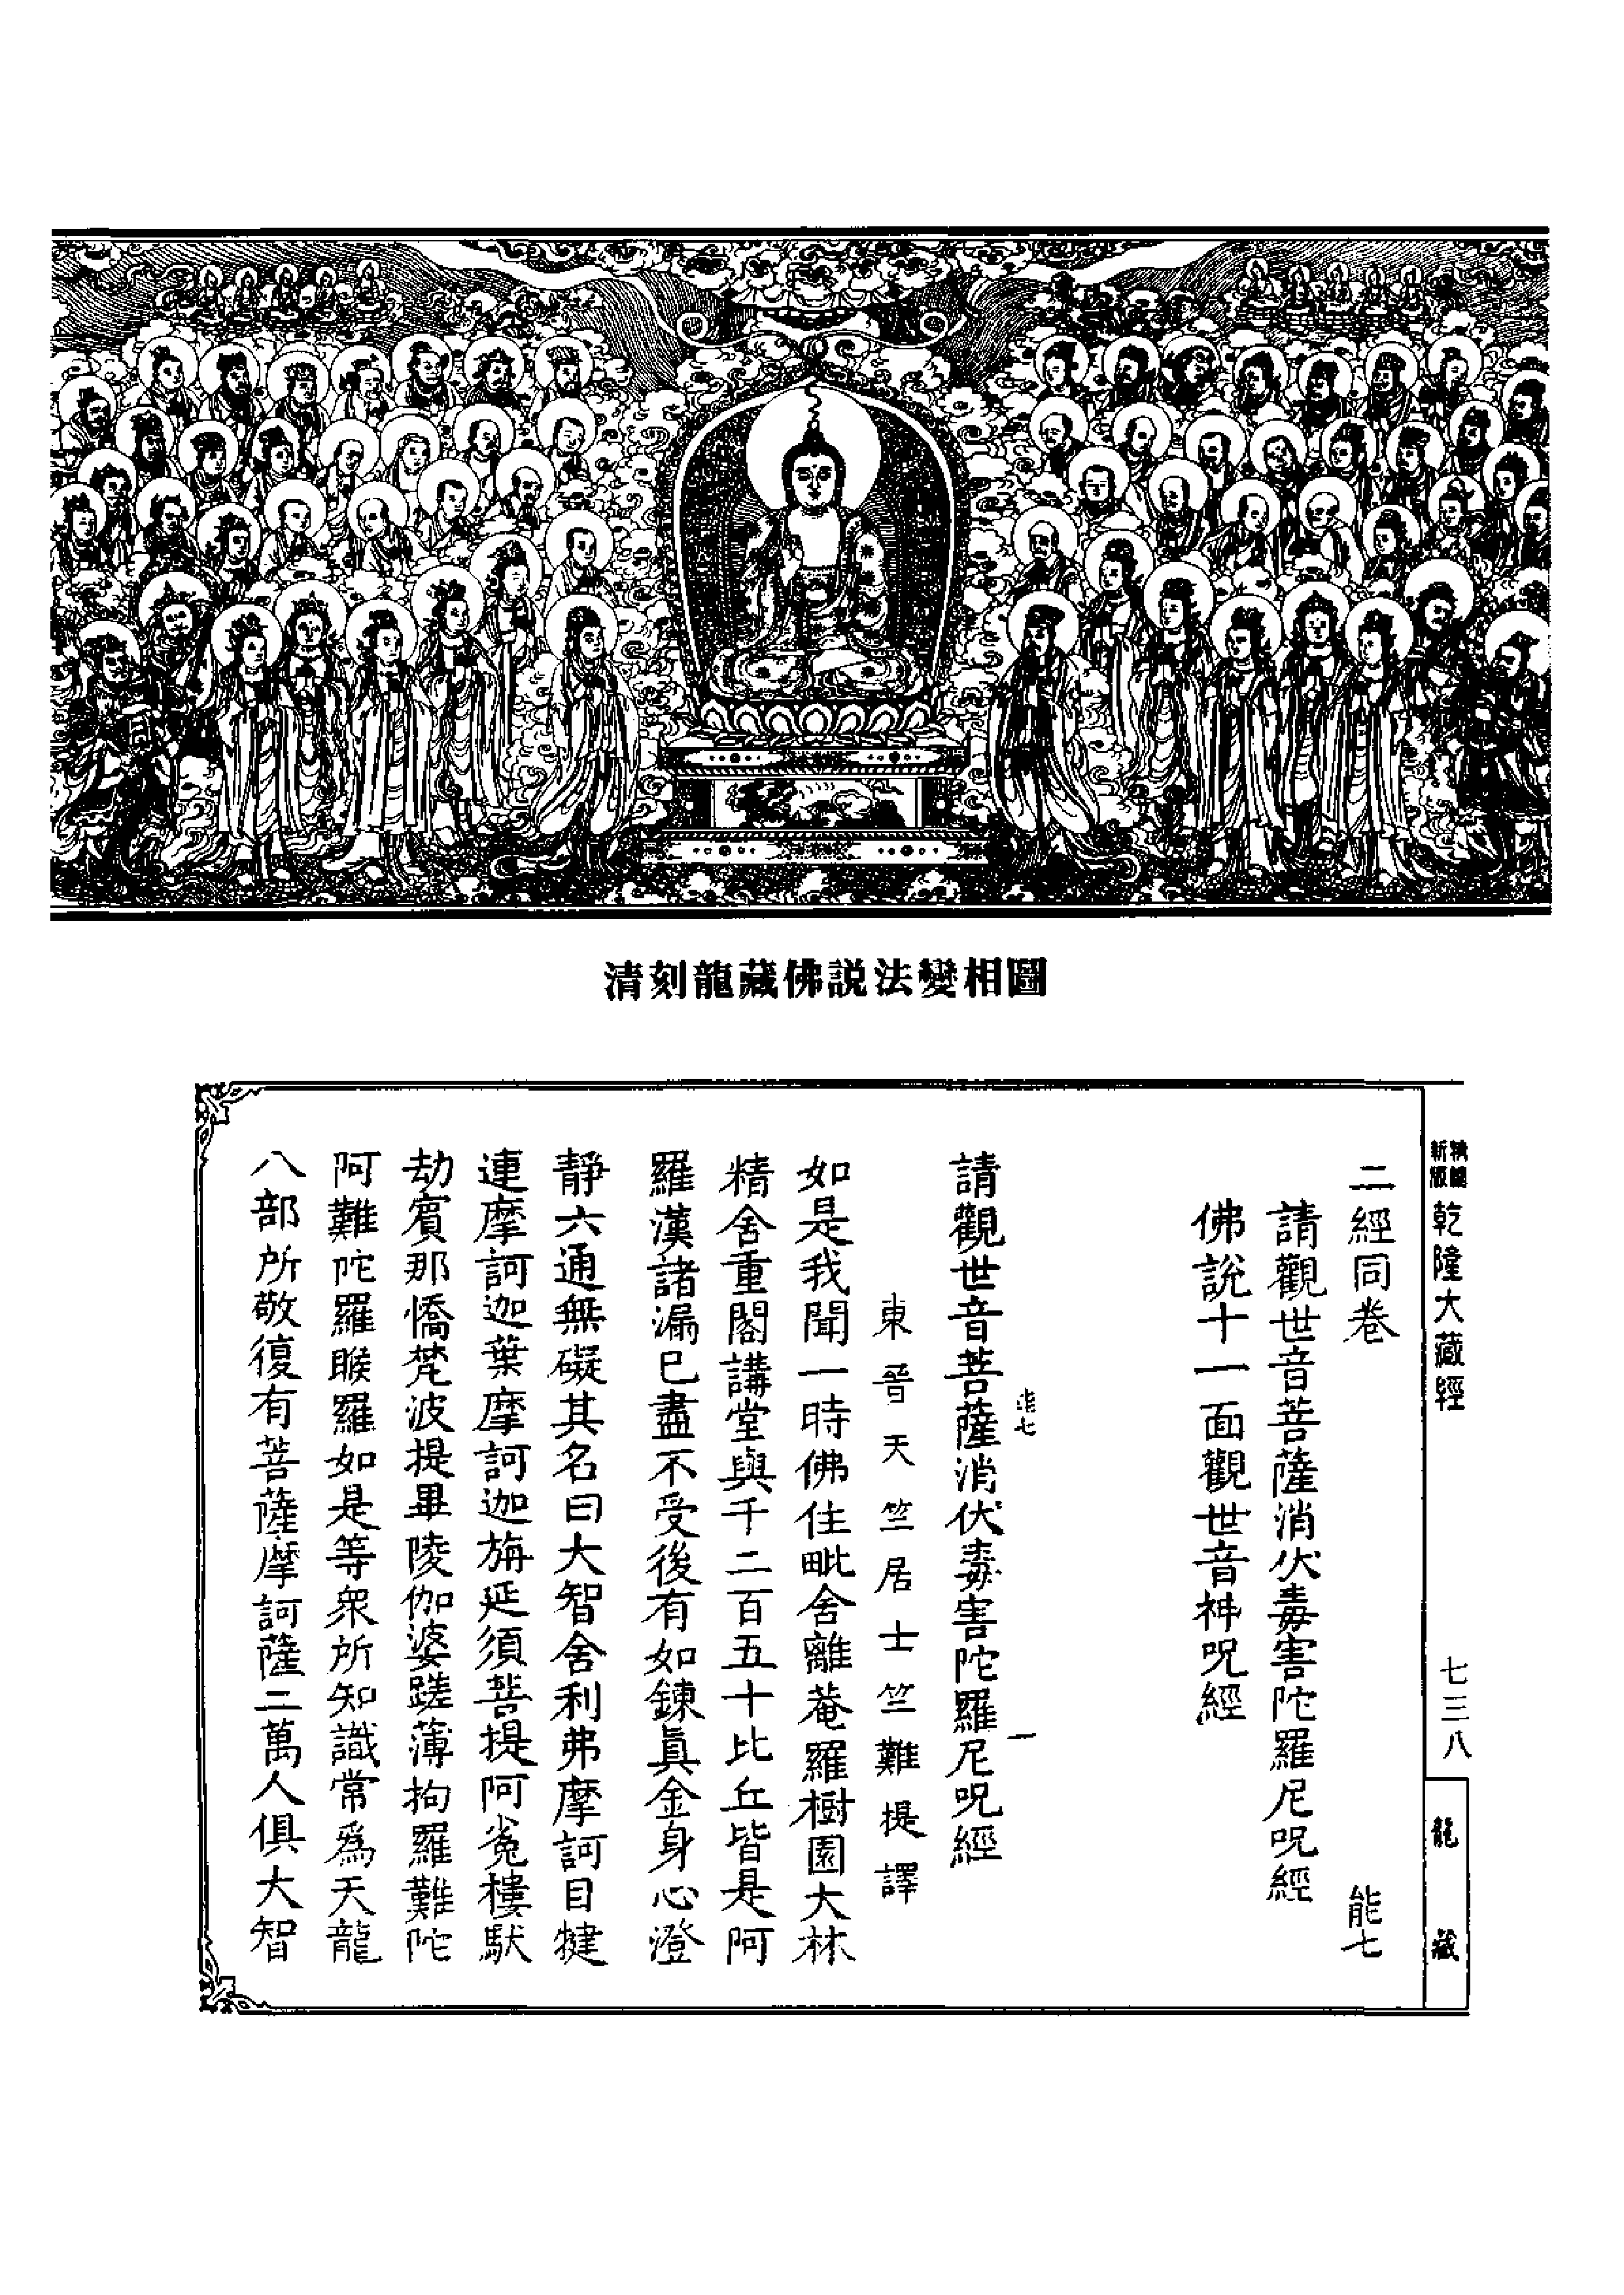 清刻龍藏佛説法變相圖
新版
乾隆大藏經
七三八
龍藏
二經同卷 能七
請觀世音菩薩消伏毒害陀羅尼呪經
佛說十一面觀世音神呪經
一
請觀世音菩薩消伏毒害陀羅尼呪經
東晉天竺居士竺難提譯
如是我聞一時佛住毗舍離菴羅樹園大林
精舍重閣講堂與千二百五十比丘皆是阿
羅漢諸漏已盡不受後有如鍊眞金身心澄
靜六通無礙其名曰大智舍利弗摩訶目犍
連摩訶迦葉摩訶迦旃延須菩提阿㝹樓馱
劫賓那憍梵波提畢陵伽婆蹉薄拘羅難陀
阿難陀羅睺羅如是等衆所知識常爲天龍
八部所敬復有菩薩摩訶薩二萬人俱大智